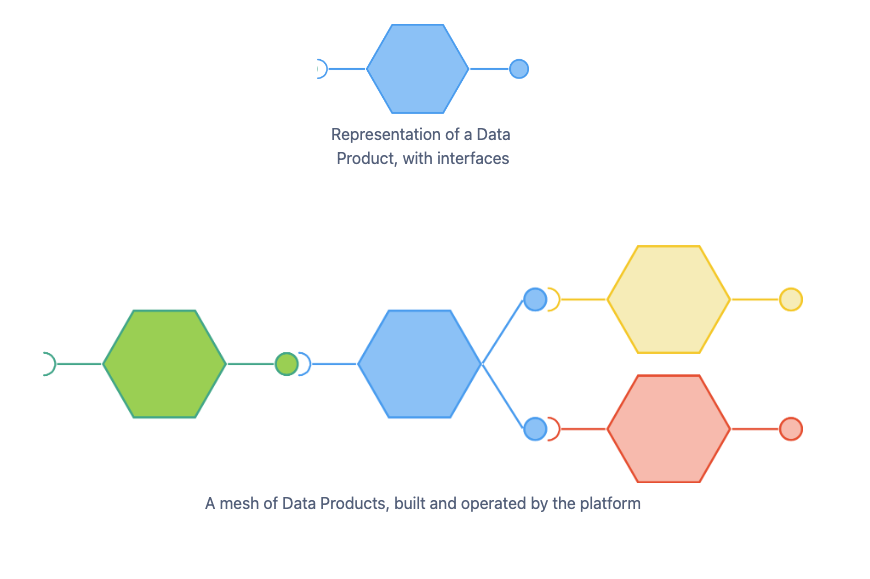 Representation of a Data
Product, with interfaces
A mesh of Data Products, built and operated by the platform